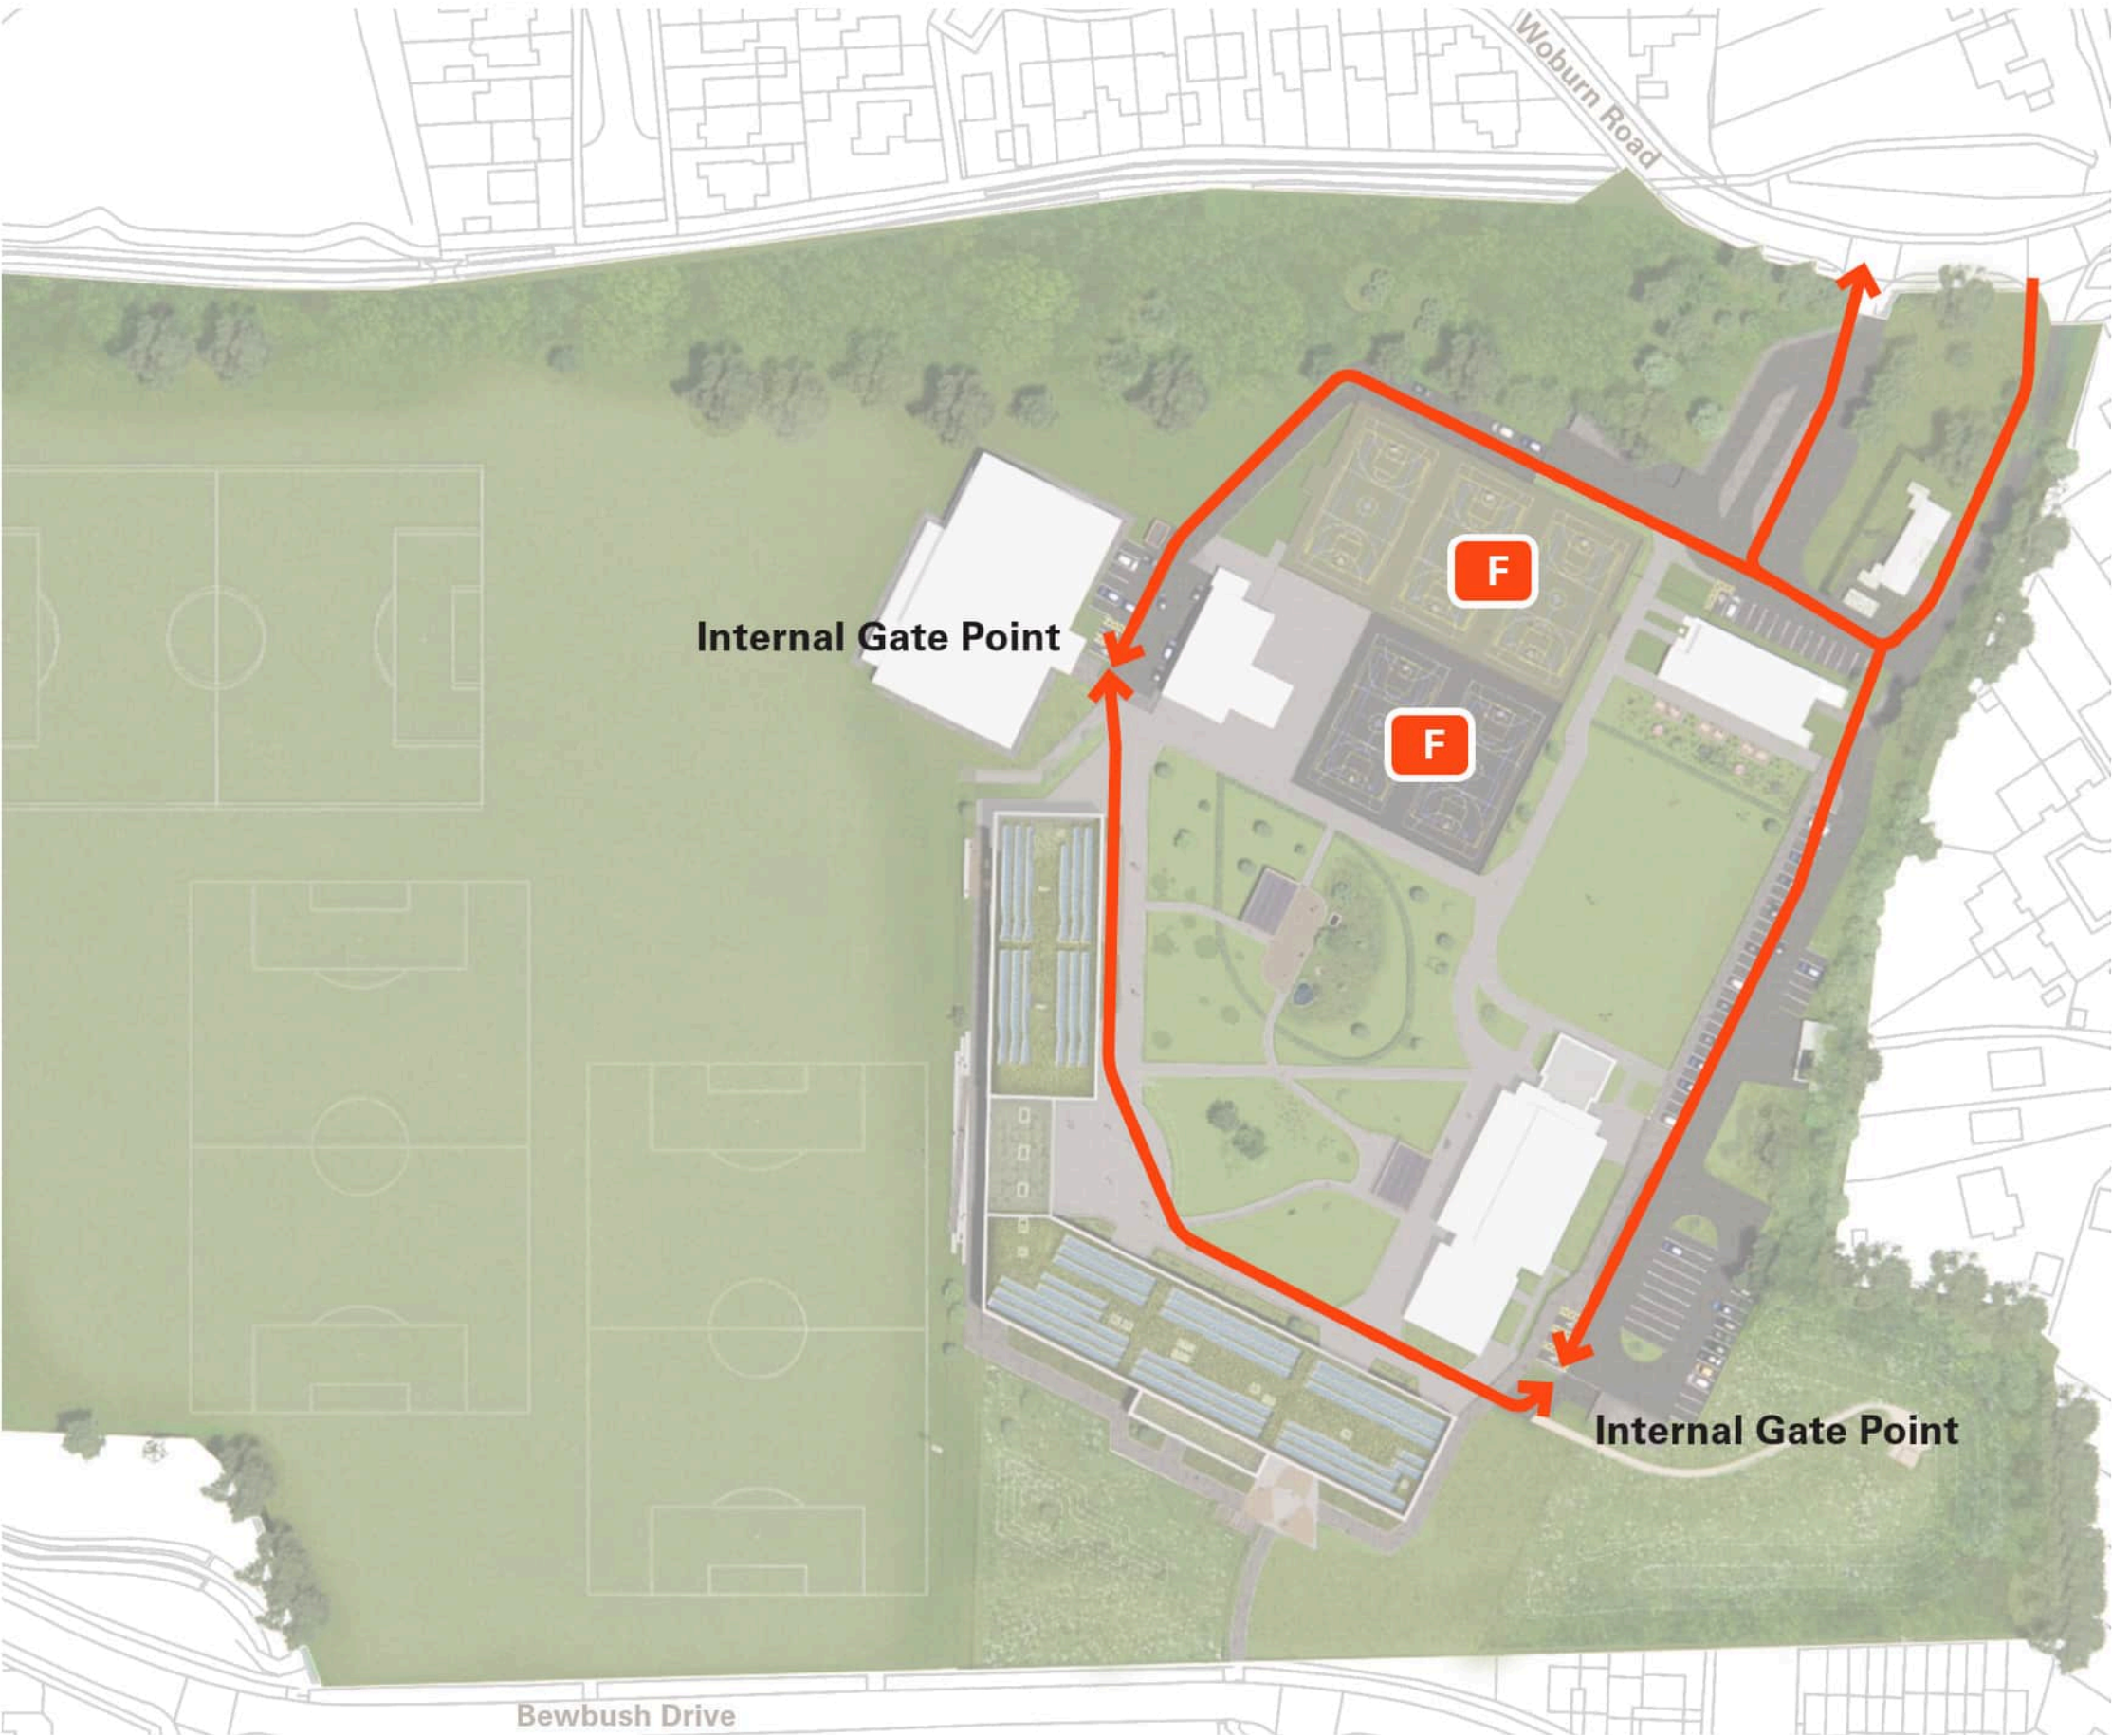 Woburn Road
F
Internal Gate Point
F
Internal Gate Point
Bewbush Drive